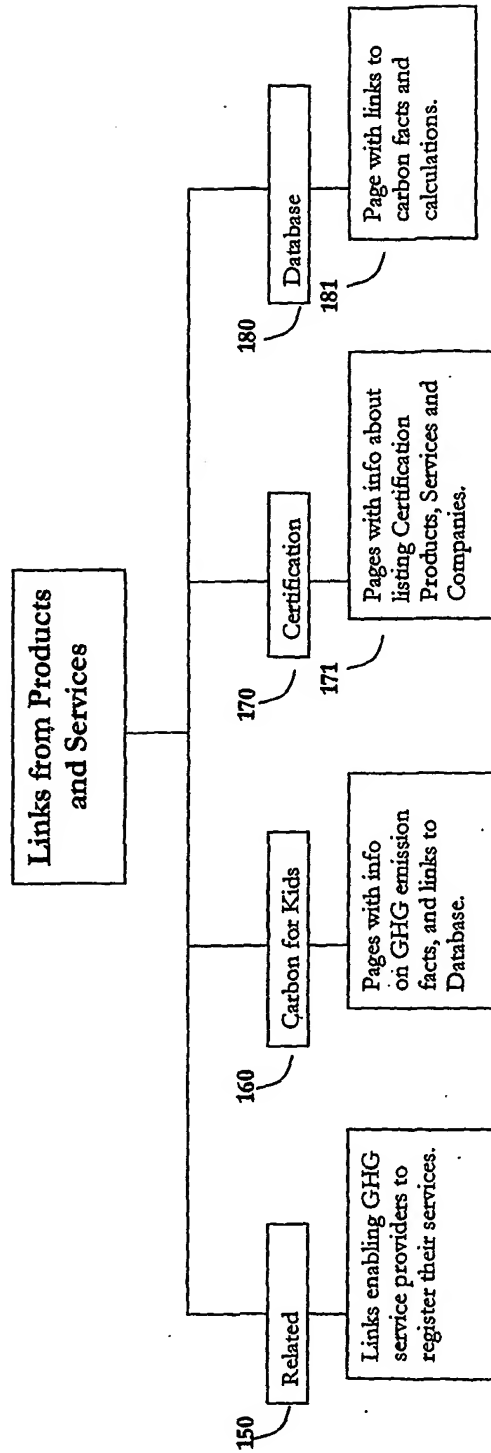 Links from Products
and Services
150
Related
Links enabling GHG
service providers to
register their services.
160
Carbon for Kids
Pages with info
on GHG emission
facts, and links to
Database.
170
Certification
171
Pages with info about
listing Certification
Products, Services and
Companies.
180
Database
181
Page with links to
carbon facts and
calculations.